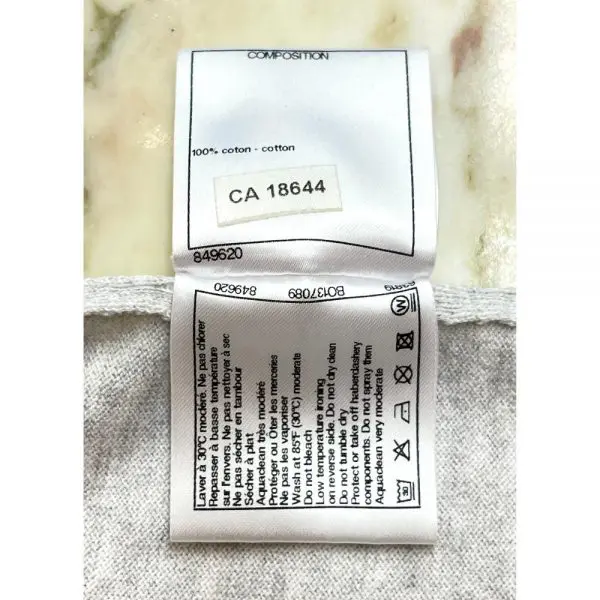 COMPOSITION
100% coton - cotton
CA 18644
849620
849620 BO137089
Laver à 30°C modéré. Ne pas chlorer
Repasser à basse température
sur l'envers. Ne pas nettoyer à sec
Ne pas sécher en tambour
Sécher à plat
Aquaclean très modéré
Protéger ou Ôter les merceries
Ne pas les vaporiser
Wash at 85°F (30°C) moderate
Do not bleach
Low temperature ironing
on reverse side. Do not dry clean
Do not tumble dry
Protect or take off haberdashery
components. Do not spray them
Aquaclean very moderate
30
W